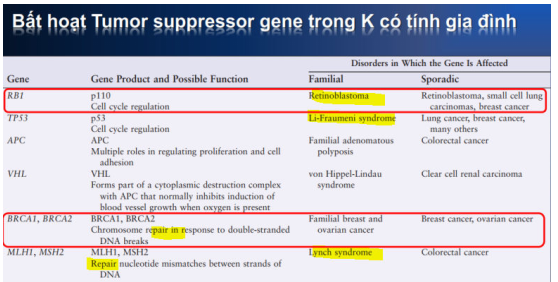 Bất hoạt Tumor suppressor gene trong K có tính gia đình
Disorders in Which the Gene Is Affected
Gene Gene Product and Possible Function Familial Sporadic
RB1 p110 Retinoblastoma Retinoblastoma, small cell lung
Cell cycle regulation carcinomas, breast cancer
TP53 p53 Li-Fraumeni syndrome Lung cancer, breast cancer,
Cell cycle regulation many others
APC APC Familial adenomatous Colorectal cancer
Multiple roles in regulating proliferation and cell polyposis
adhesion
VHL VHL von Hippel-Lindau Clear cell renal carcinoma
Forms part of a cytoplasmic destruction complex syndrome
with APC that normally inhibits induction of
blood vessel growth when oxygen is present
BRCA1, BRCA2 BRCA1, BRCA2 Familial breast and Breast cancer, ovarian cancer
Chromosome repair in response to double-stranded ovarian cancer
DNA breaks
MLH1, MSH2 MLH1, MSH2 Lynch syndrome Colorectal cancer
Repair nucleotide mismatches between strands of
DNA